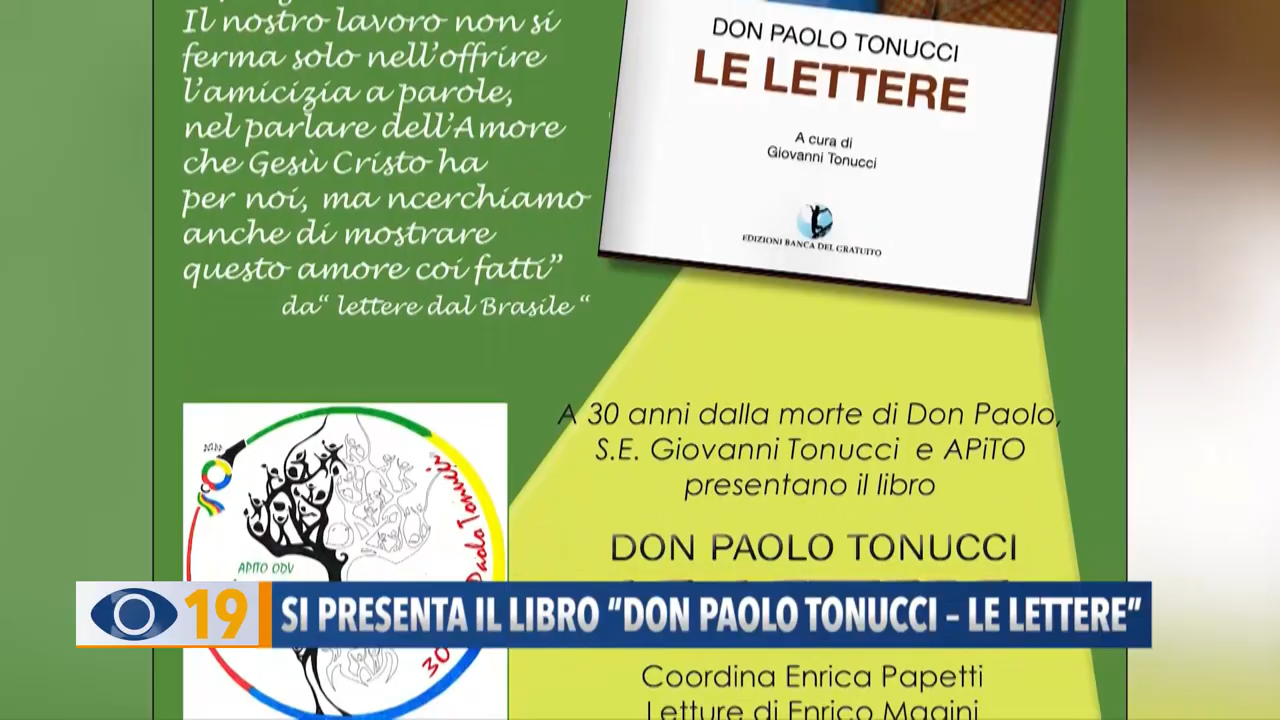 Il nostro lavoro non si
ferma solo nell'offrire
l'amicizia a parole,
nel parlare dell'Amore
che Gesù Cristo ha
per noi, ma ncerchiamo
anche di mostrare
questo amore coi fatti”
da“ lettere dal Brasile “
DON PAOLO TONUCCI
LE LETTERE
A cura di
Giovanni Tonucci
EDIZIONI BANCA DEL GRATUITO
A 30 anni dalla morte di Don Paolo,
S.E. Giovanni Tonucci e APiTO
presentano il libro
DON PAOLO TONUCCI
APITO ODV
30
Paolo Tonucci
19
SI PRESENTA IL LIBRO “DON PAOLO TONUCCI – LE LETTERE”
Coordina Enrica Papetti
Letture di Enrico Magini